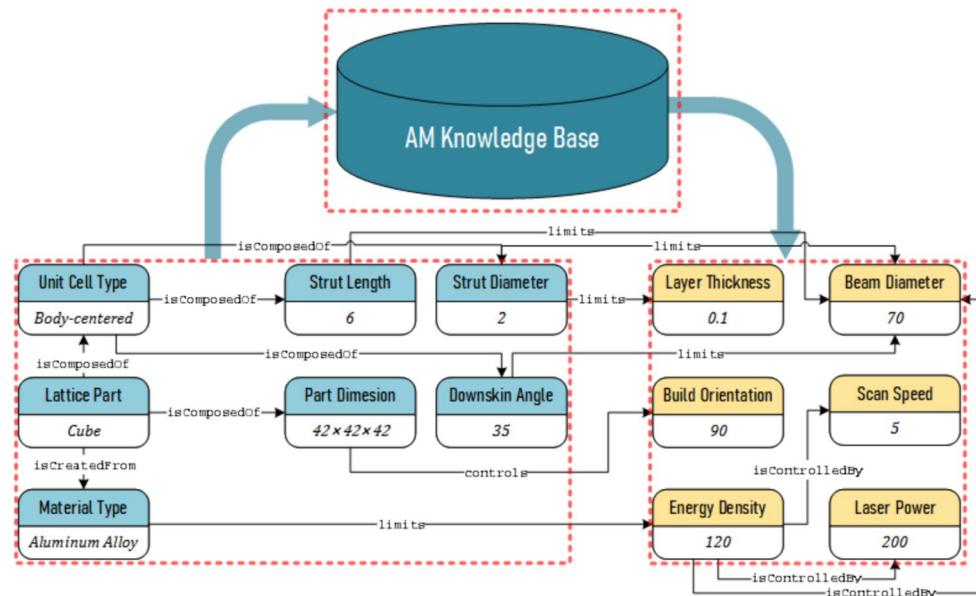 AM Knowledge Base
limits
isComposedOf
limits
Unit Cell Type
Strut Length
Strut Diameter
Layer Thickness
Beam Diameter
isComposedOf
limits
Body-centered
6
2
0.1
70
isComposedOf
limits
isComposedOf
Lattice Part
Part Dimesion
Downskin Angle
Build Orientation
Scan Speed
isComposedOf
Cube
42×42×42
35
90
5
isCreatedFrom
controls
isControlledBy
Material Type
Energy Density
Laser Power
limits
Aluminum Alloy
120
200
isControlledBy
isControlledBy